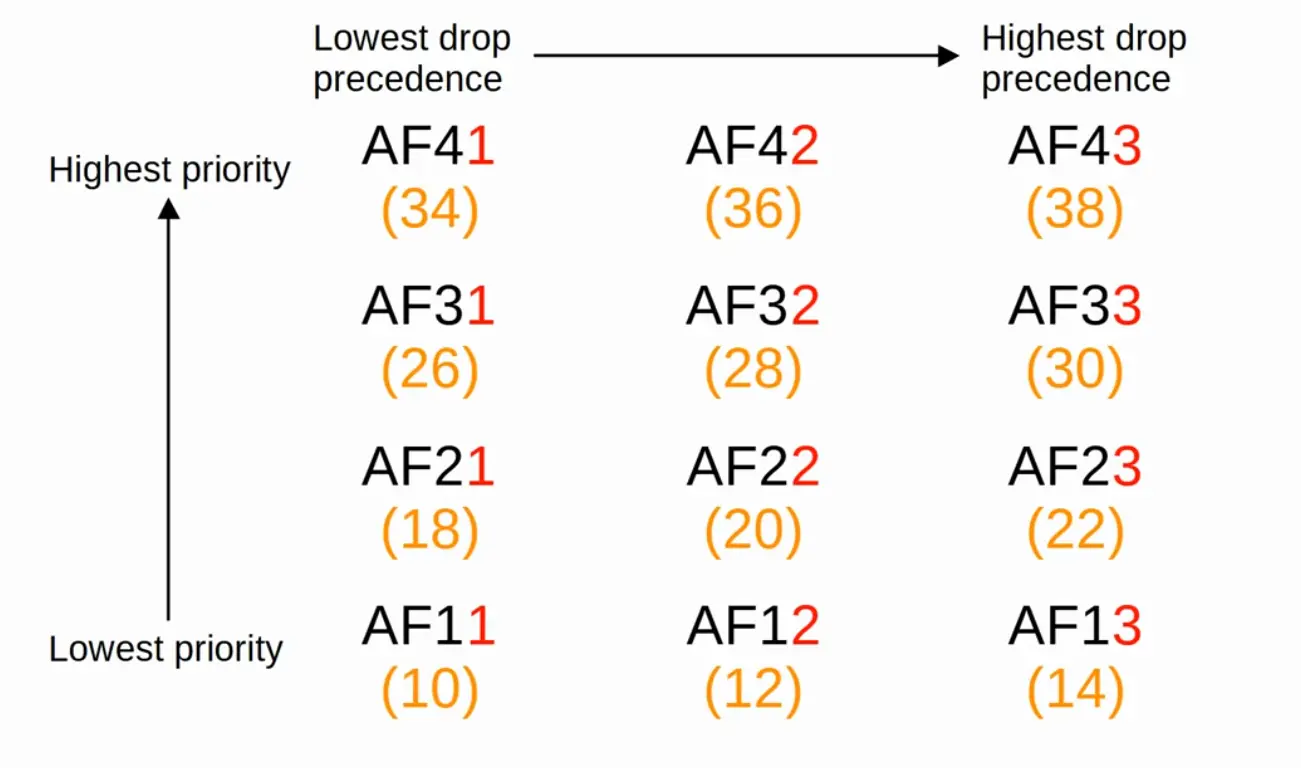 Lowest drop
precedence
Highest drop
precedence
Highest priority
AF41 AF42 AF43
(34) (36) (38)
AF31 AF32 AF33
(26) (28) (30)
AF21 AF22 AF23
(18) (20) (22)
Lowest priority
AF11 AF12 AF13
(10) (12) (14)